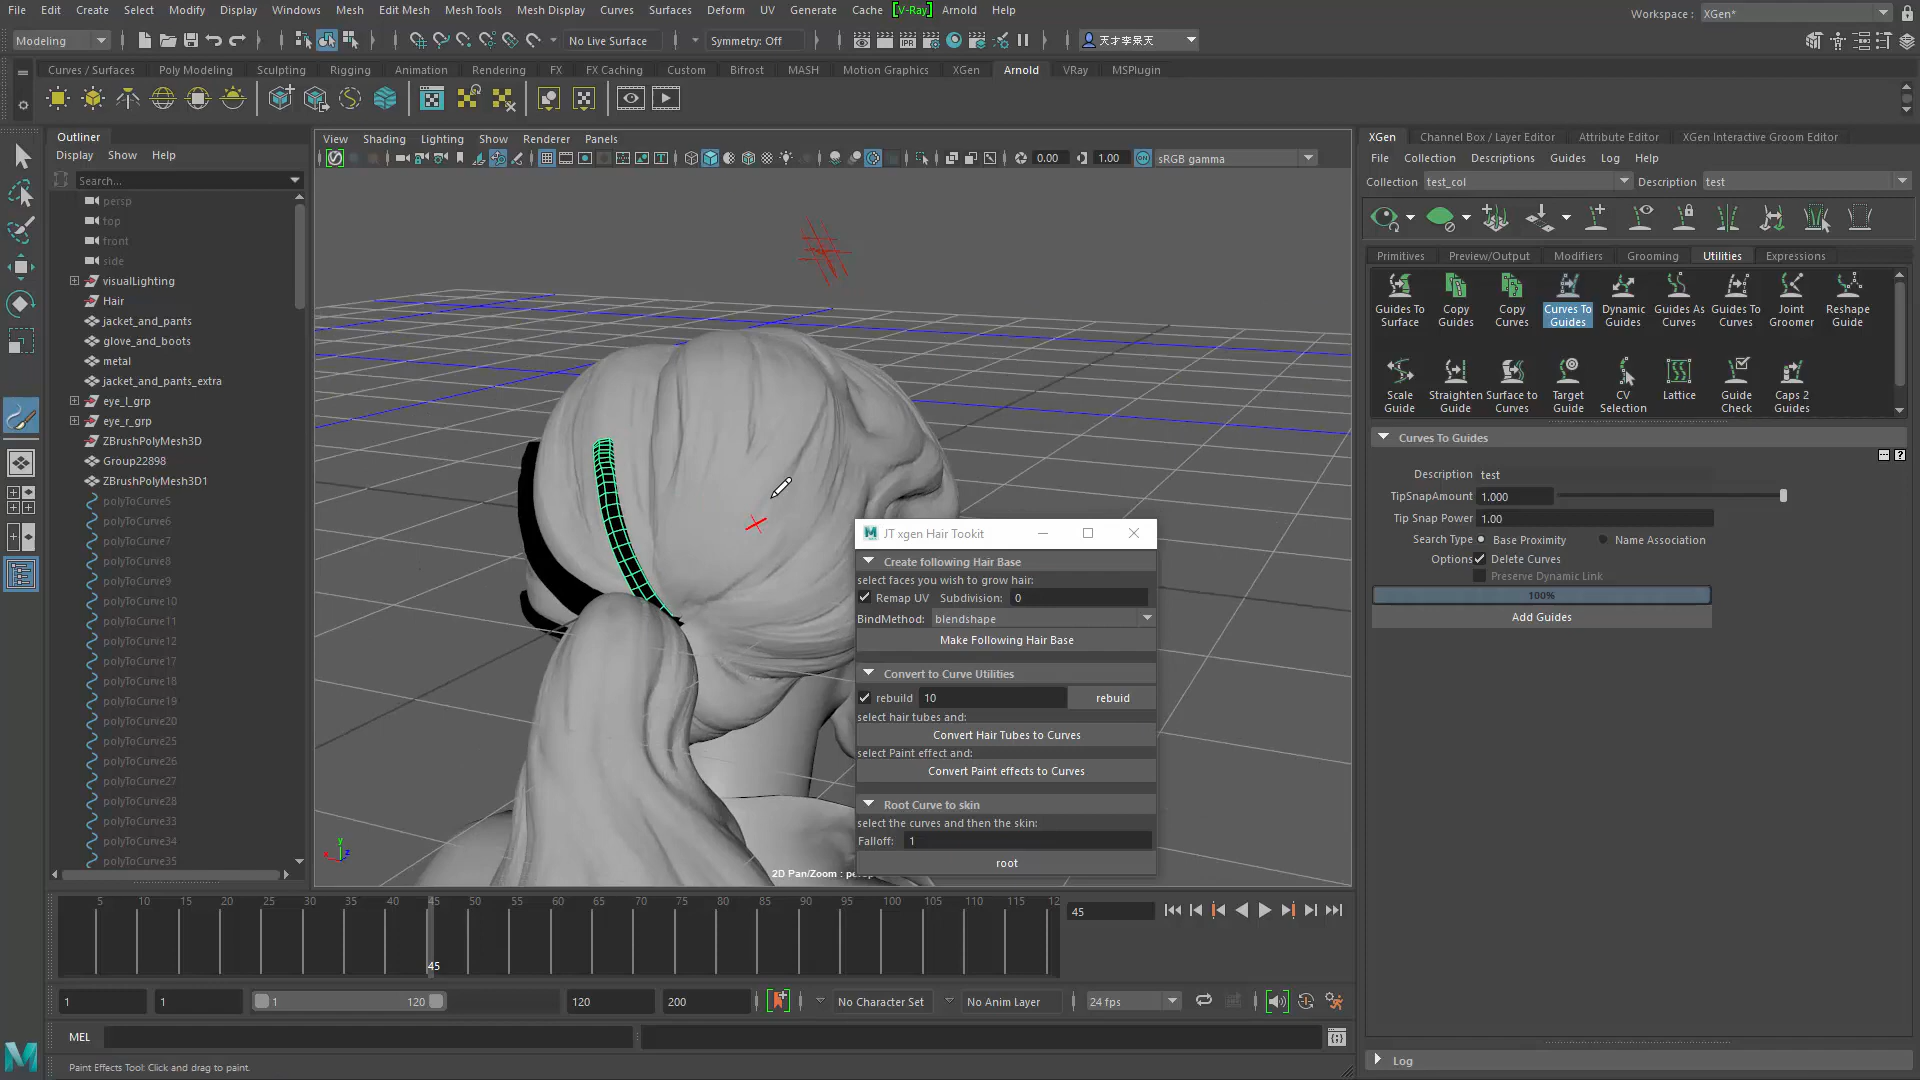 File Edit Create Select Modify Display Windows Mesh Edit Mesh Mesh Tools Mesh Display Curves Surfaces Deform UV Generate Cache [V-Ray] Arnold Help
Workspace : XGen*
Modeling No Live Surface Symmetry: Off 天才李杲天
Curves / Surfaces Poly Modeling Sculpting Rigging Animation Rendering FX FX Caching Custom Bifrost MASH Motion Graphics XGen Arnold VRay MSPlugin
IPR
Outliner
Display Show Help
Search...
persp
top
front
side
visualLighting
Hair
jacket_and_pants
glove_and_boots
metal
jacket_and_pants_extra
eye_l_grp
eye_r_grp
ZBrushPolyMesh3D
Group22898
ZBrushPolyMesh3D1
polyToCurve5
polyToCurve6
polyToCurve7
polyToCurve8
polyToCurve9
polyToCurve10
polyToCurve11
polyToCurve12
polyToCurve17
polyToCurve18
polyToCurve19
polyToCurve20
polyToCurve25
polyToCurve26
polyToCurve27
polyToCurve28
polyToCurve33
polyToCurve34
polyToCurve35
View Shading Lighting Show Renderer Panels
0.00 1.00 ON sRGB gamma
JT xgen Hair Tookit
Create following Hair Base
select faces you wish to grow hair:
Remap UV Subdivision: 0
BindMethod: blendshape
Make Following Hair Base
Convert to Curve Utilities
rebuild 10 rebuid
select hair tubes and:
Convert Hair Tubes to Curves
select Paint effect and:
Convert Paint effects to Curves
Root Curve to skin
select the curves and then the skin:
Falloff: 1
root
y
x z
2D Pan/Zoom : pe
XGen Channel Box / Layer Editor Attribute Editor XGen Interactive Groom Editor
File Collection Descriptions Guides Log Help
Collection test_col Description test
Primitives Preview/Output Modifiers Grooming Utilities Expressions
Guides To Surface
Copy Guides
Copy Curves
Curves To Guides
Dynamic Guides
Guides As Curves
Guides To Curves
Joint Groomer
Reshape Guide
Scale Guide
Straighten Guide
Surface to Curves
Target Guide
CV Selection
Lattice
Guide Check
Caps 2 Guides
Curves To Guides
Description test
TipSnapAmount 1.000
Tip Snap Power 1.00
Search Type Base Proximity Name Association
Options Delete Curves
Preserve Dynamic Link
100%
Add Guides
Log
5 10 15 20 25 30 35 40 45 50 55 60 65 70 75 80 85 90 95 100 105 110 115 12
45
45
1 1 1 120 120 200 No Character Set No Anim Layer 24 fps
MEL
M Paint Effects Tool: Click and drag to paint.